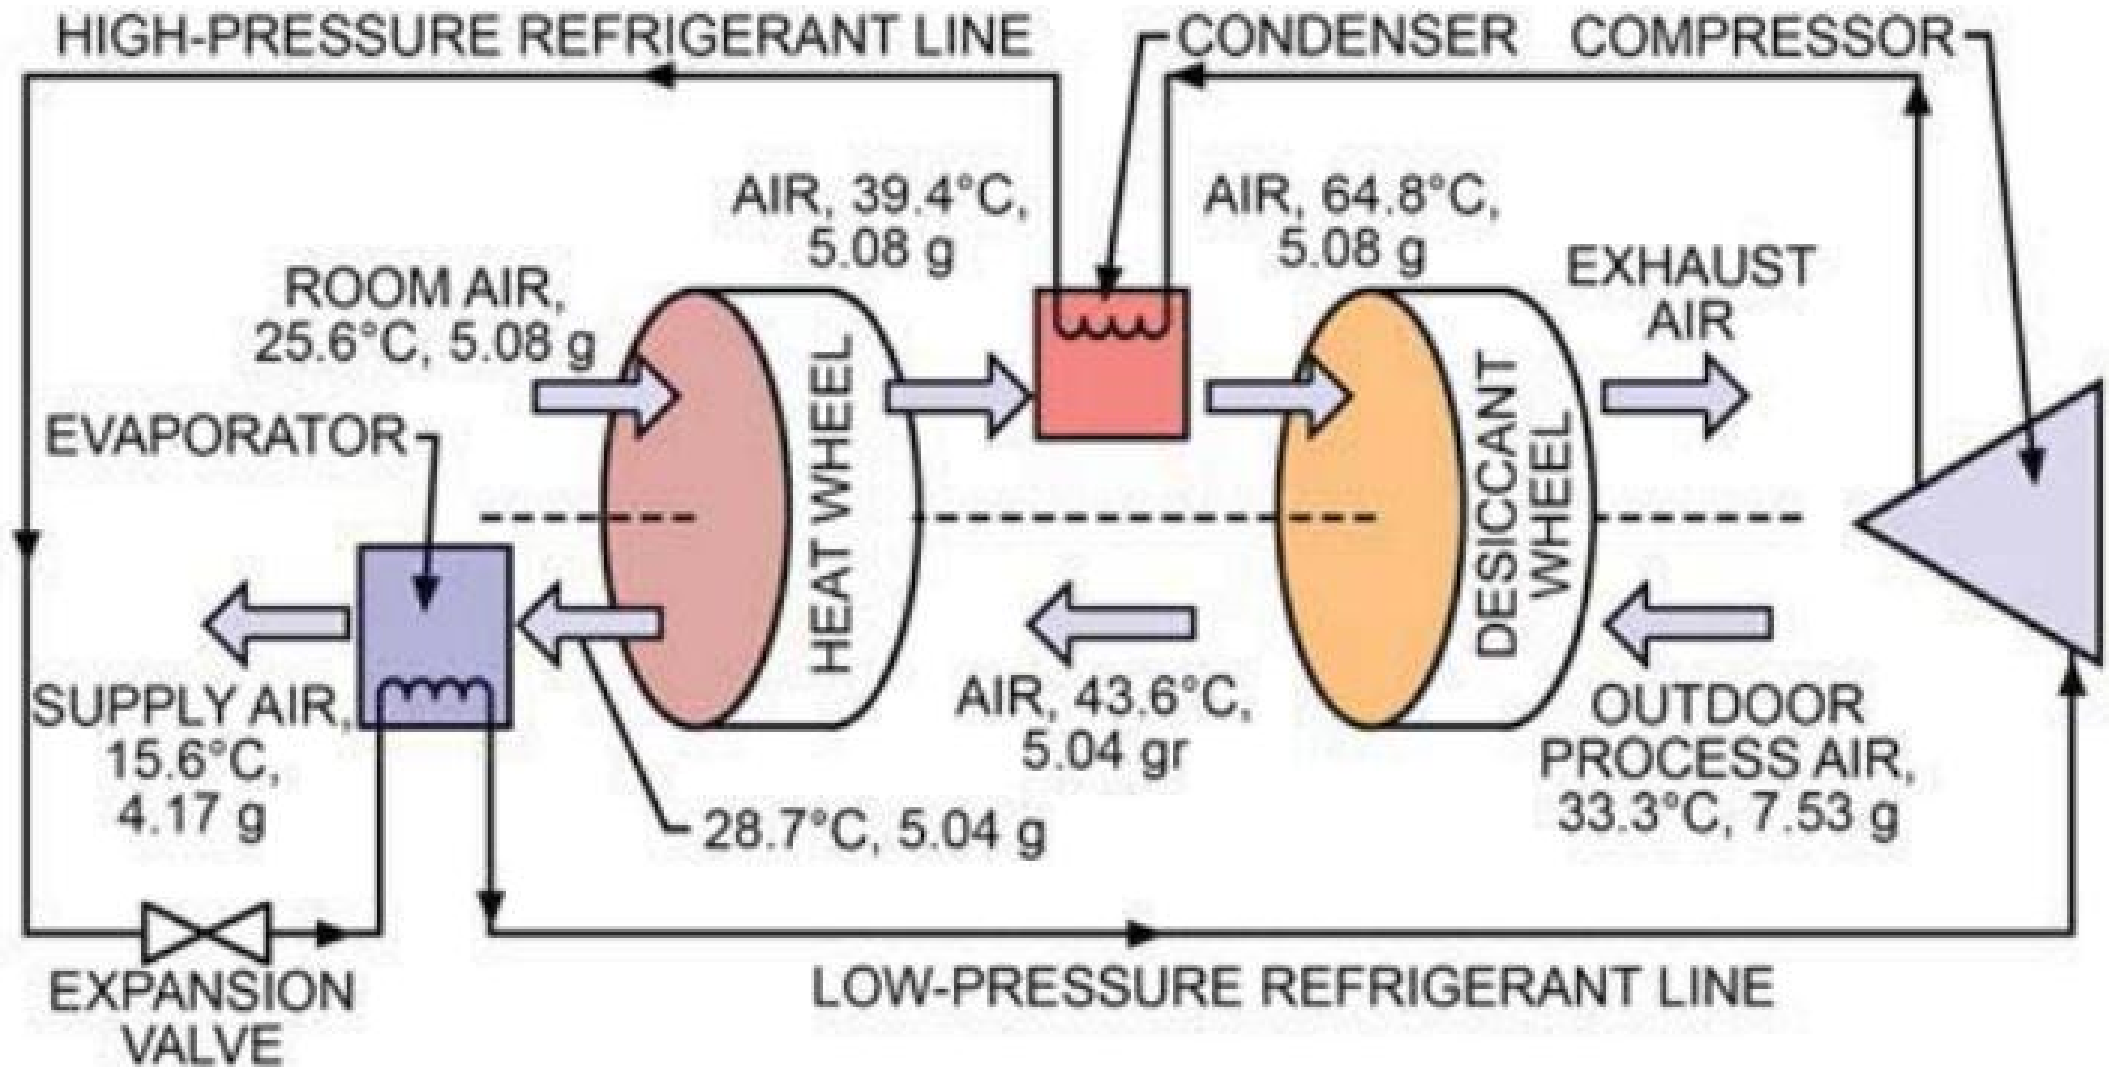 HIGH-PRESSURE REFRIGERANT LINE
CONDENSER
COMPRESSOR
AIR, 39.4°C,
5.08 g
AIR, 64.8°C,
5.08 g
ROOM AIR,
25.6°C, 5.08 g
EXHAUST
AIR
EVAPORATOR
HEAT WHEEL
DESICCANT
WHEEL
SUPPLY AIR,
15.6°C,
4.17 g
AIR, 43.6°C,
5.04 gr
OUTDOOR
PROCESS AIR,
33.3°C, 7.53 g
28.7°C, 5.04 g
EXPANSION
VALVE
LOW-PRESSURE REFRIGERANT LINE